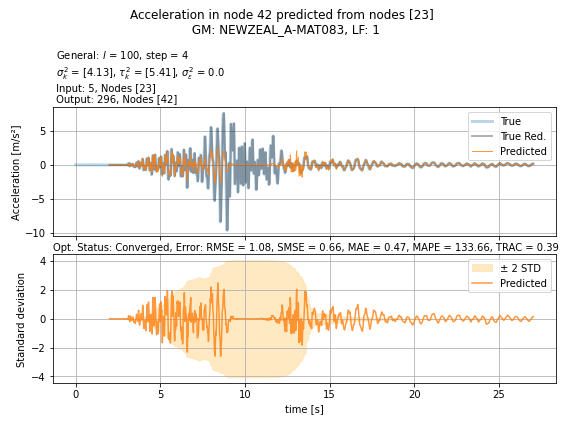 Acceleration in node 42 predicted from nodes [23]
GM: NEWZEAL_A-MAT083, LF: 1
General: l = 100, step = 4
σ²ₖ = [4.13], τ²ₖ = [5.41], σ²ε = 0.0
Input: 5, Nodes [23]
Output: 296, Nodes [42]
Acceleration [m/s²]
5
0
−5
−10
True
True Red.
Predicted
Opt. Status: Converged, Error: RMSE = 1.08, SMSE = 0.66, MAE = 0.47, MAPE = 133.66, TRAC = 0.39
Standard deviation
4
2
0
−2
−4
± 2 STD
Predicted
0 5 10 15 20 25
time [s]